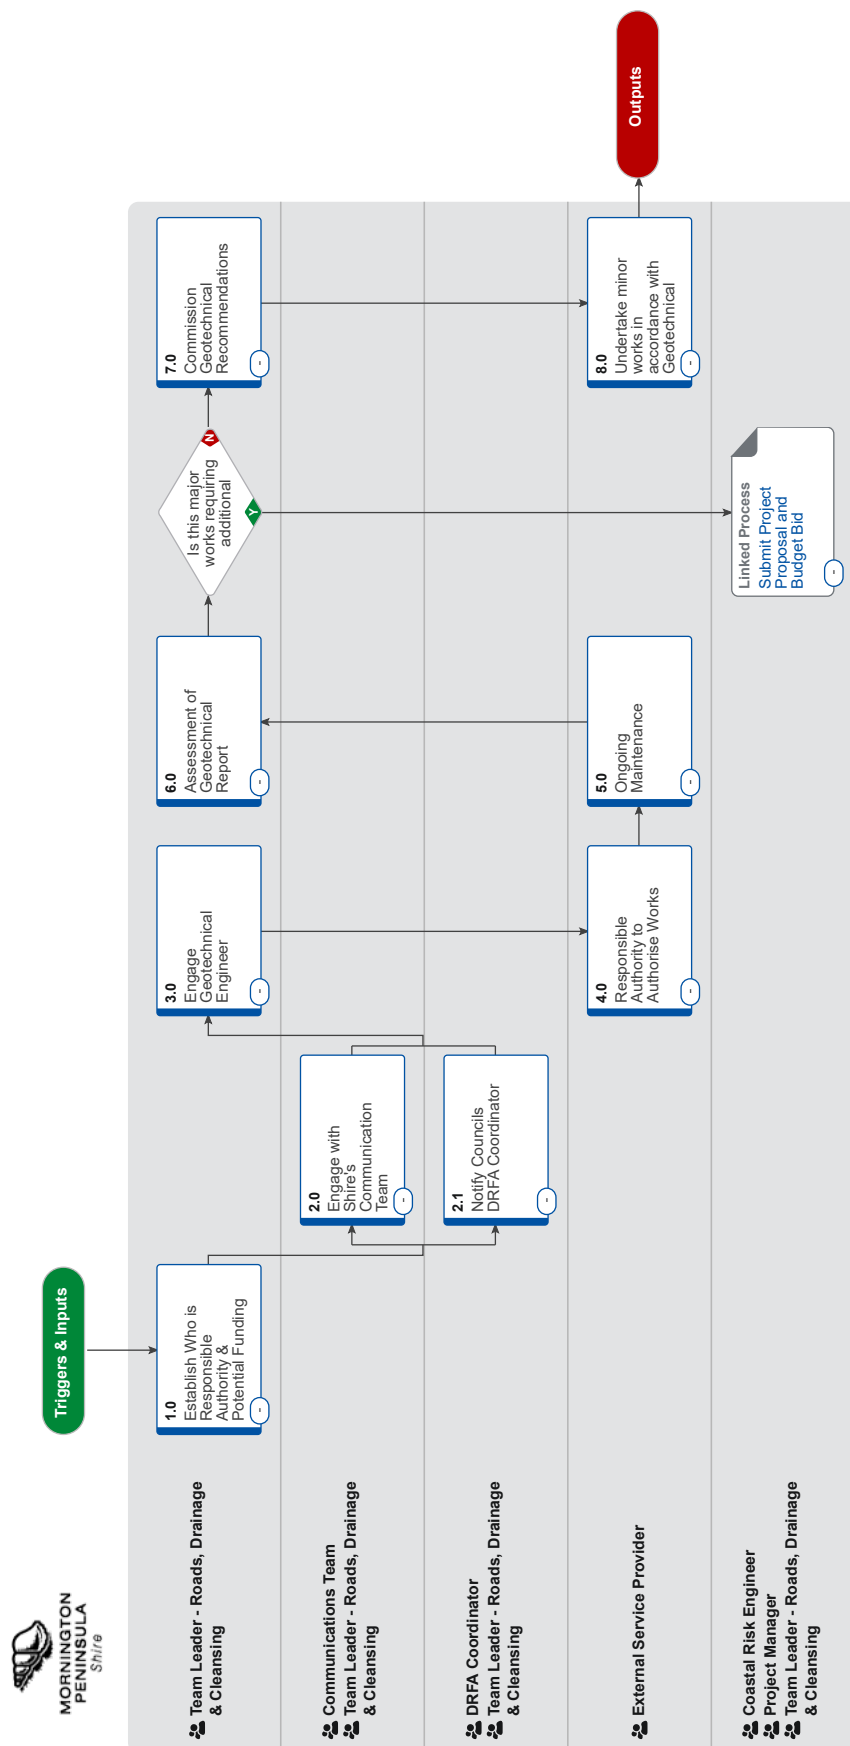 MORNINGTON
PENINSULA
Shire
Triggers & Inputs
Team Leader - Roads, Drainage
& Cleansing
1.0
Establish Who is
Responsible
Authority &
Potential Funding
-
3.0
Engage
Geotechnical
Engineer
-
6.0
Assessment of
Geotechnical
Report
-
Is this major
works requiring
additional
Y
N
7.0
Commission
Geotechnical
Recommendations
-
Communications Team
Team Leader - Roads, Drainage
& Cleansing
2.0
Engage with
Shire's
Communication
Team
-
DRFA Coordinator
Team Leader - Roads, Drainage
& Cleansing
2.1
Notify Councils
DRFA Coordinator
-
External Service Provider
4.0
Responsible
Authority to
Authorise Works
-
5.0
Ongoing
Maintenance
-
8.0
Undertake minor
works in
accordance with
Geotechnical
-
Outputs
Coastal Risk Engineer
Project Manager
Team Leader - Roads, Drainage
& Cleansing
Linked Process
Submit Project
Proposal and
Budget Bid
-